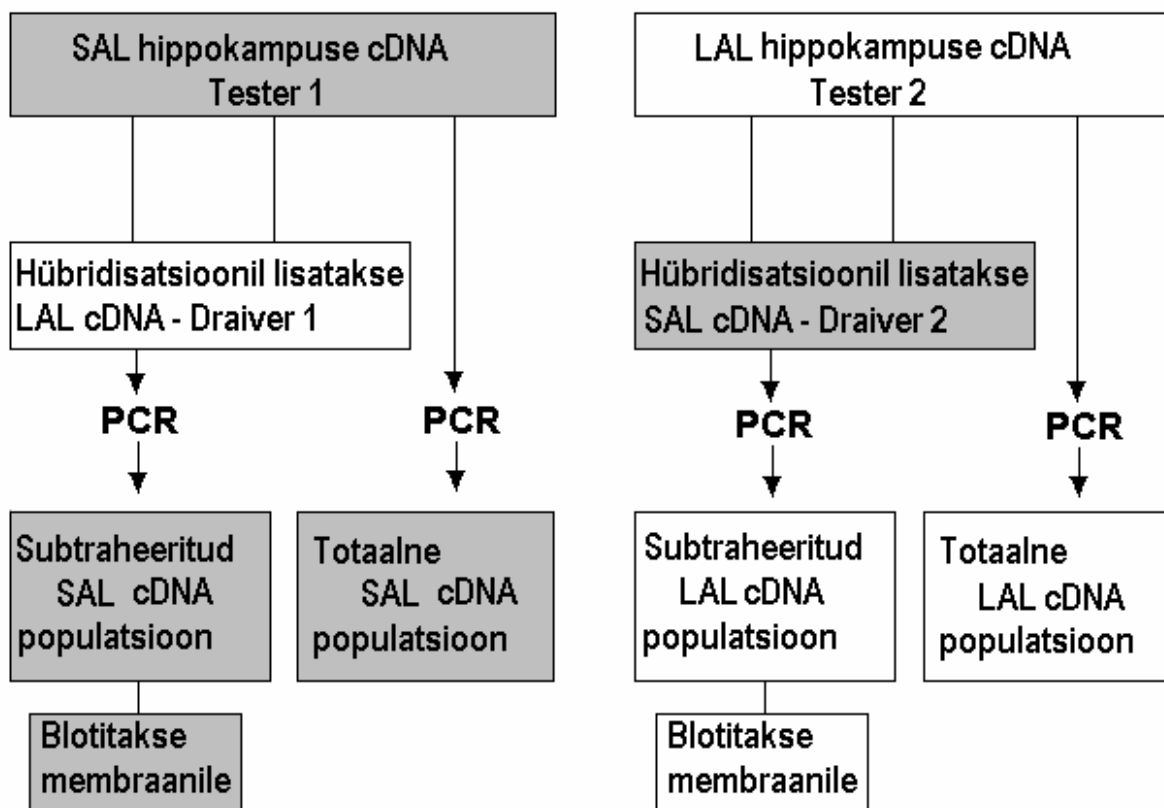 SAL hippokampuse cDNA
Tester 1
Hübridisatsioonil lisatakse
LAL cDNA - Draiver 1
PCR
PCR
Subtraheeritud
SAL cDNA
populatsioon
Totaalne
SAL cDNA
populatsioon
Blotitakse
membraanile
LAL hippokampuse cDNA
Tester 2
Hübridisatsioonil lisatakse
SAL cDNA - Draiver 2
PCR
PCR
Subtraheeritud
LAL cDNA
populatsioon
Totaalne
LAL cDNA
populatsioon
Blotitakse
membraanile